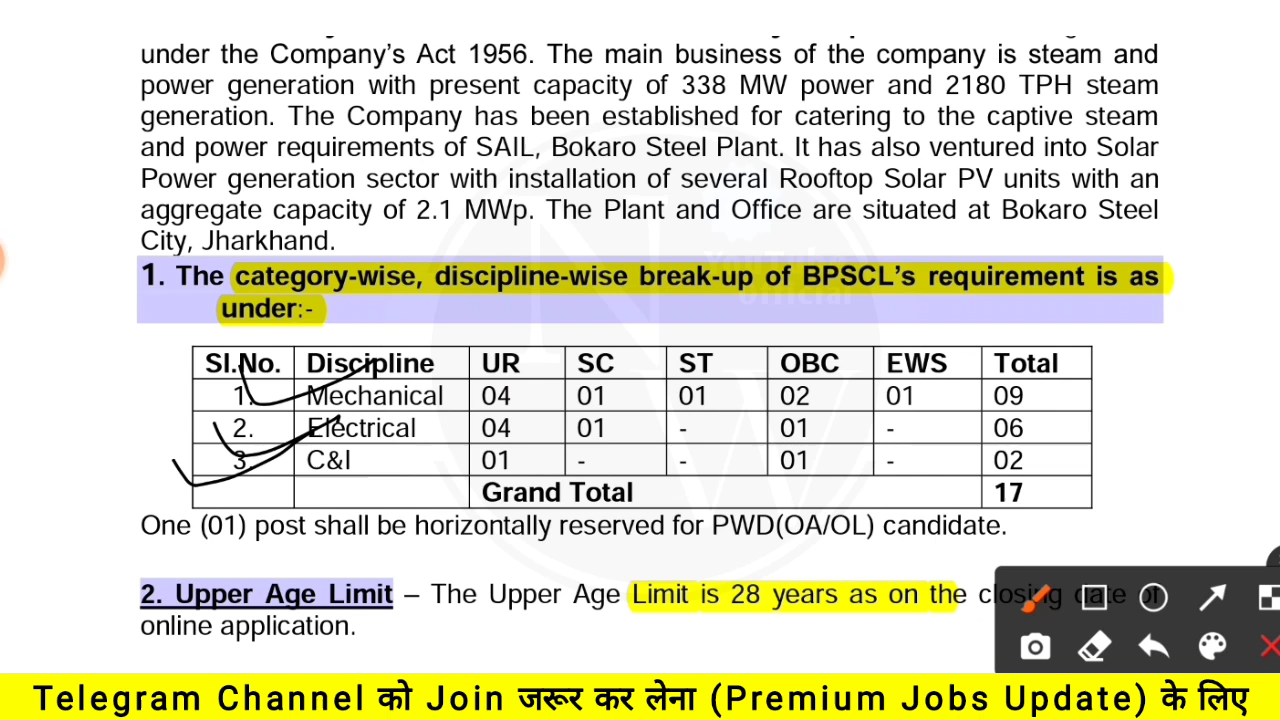 under the Company's Act 1956. The main business of the company is steam and
power generation with present capacity of 338 MW power and 2180 TPH steam
generation. The Company has been established for catering to the captive steam
and power requirements of SAIL, Bokaro Steel Plant. It has also ventured into Solar
Power generation sector with installation of several Rooftop Solar PV units with an
aggregate capacity of 2.1 MWp. The Plant and Office are situated at Bokaro Steel
City, Jharkhand.
1. The category-wise, discipline-wise break-up of BPSCL's requirement is as
under:-
Sl.No. Discipline UR SC ST OBC EWS Total
1. Mechanical 04 01 01 02 01 09
2. Electrical 04 01 - 01 - 06
3. C&I 01 - - 01 - 02
Grand Total 17
One (01) post shall be horizontally reserved for PWD(OA/OL) candidate.
2. Upper Age Limit – The Upper Age Limit is 28 years as on the closing date of
online application.
Telegram Channel को Join जरूर कर लेना (Premium Jobs Update) के लिए